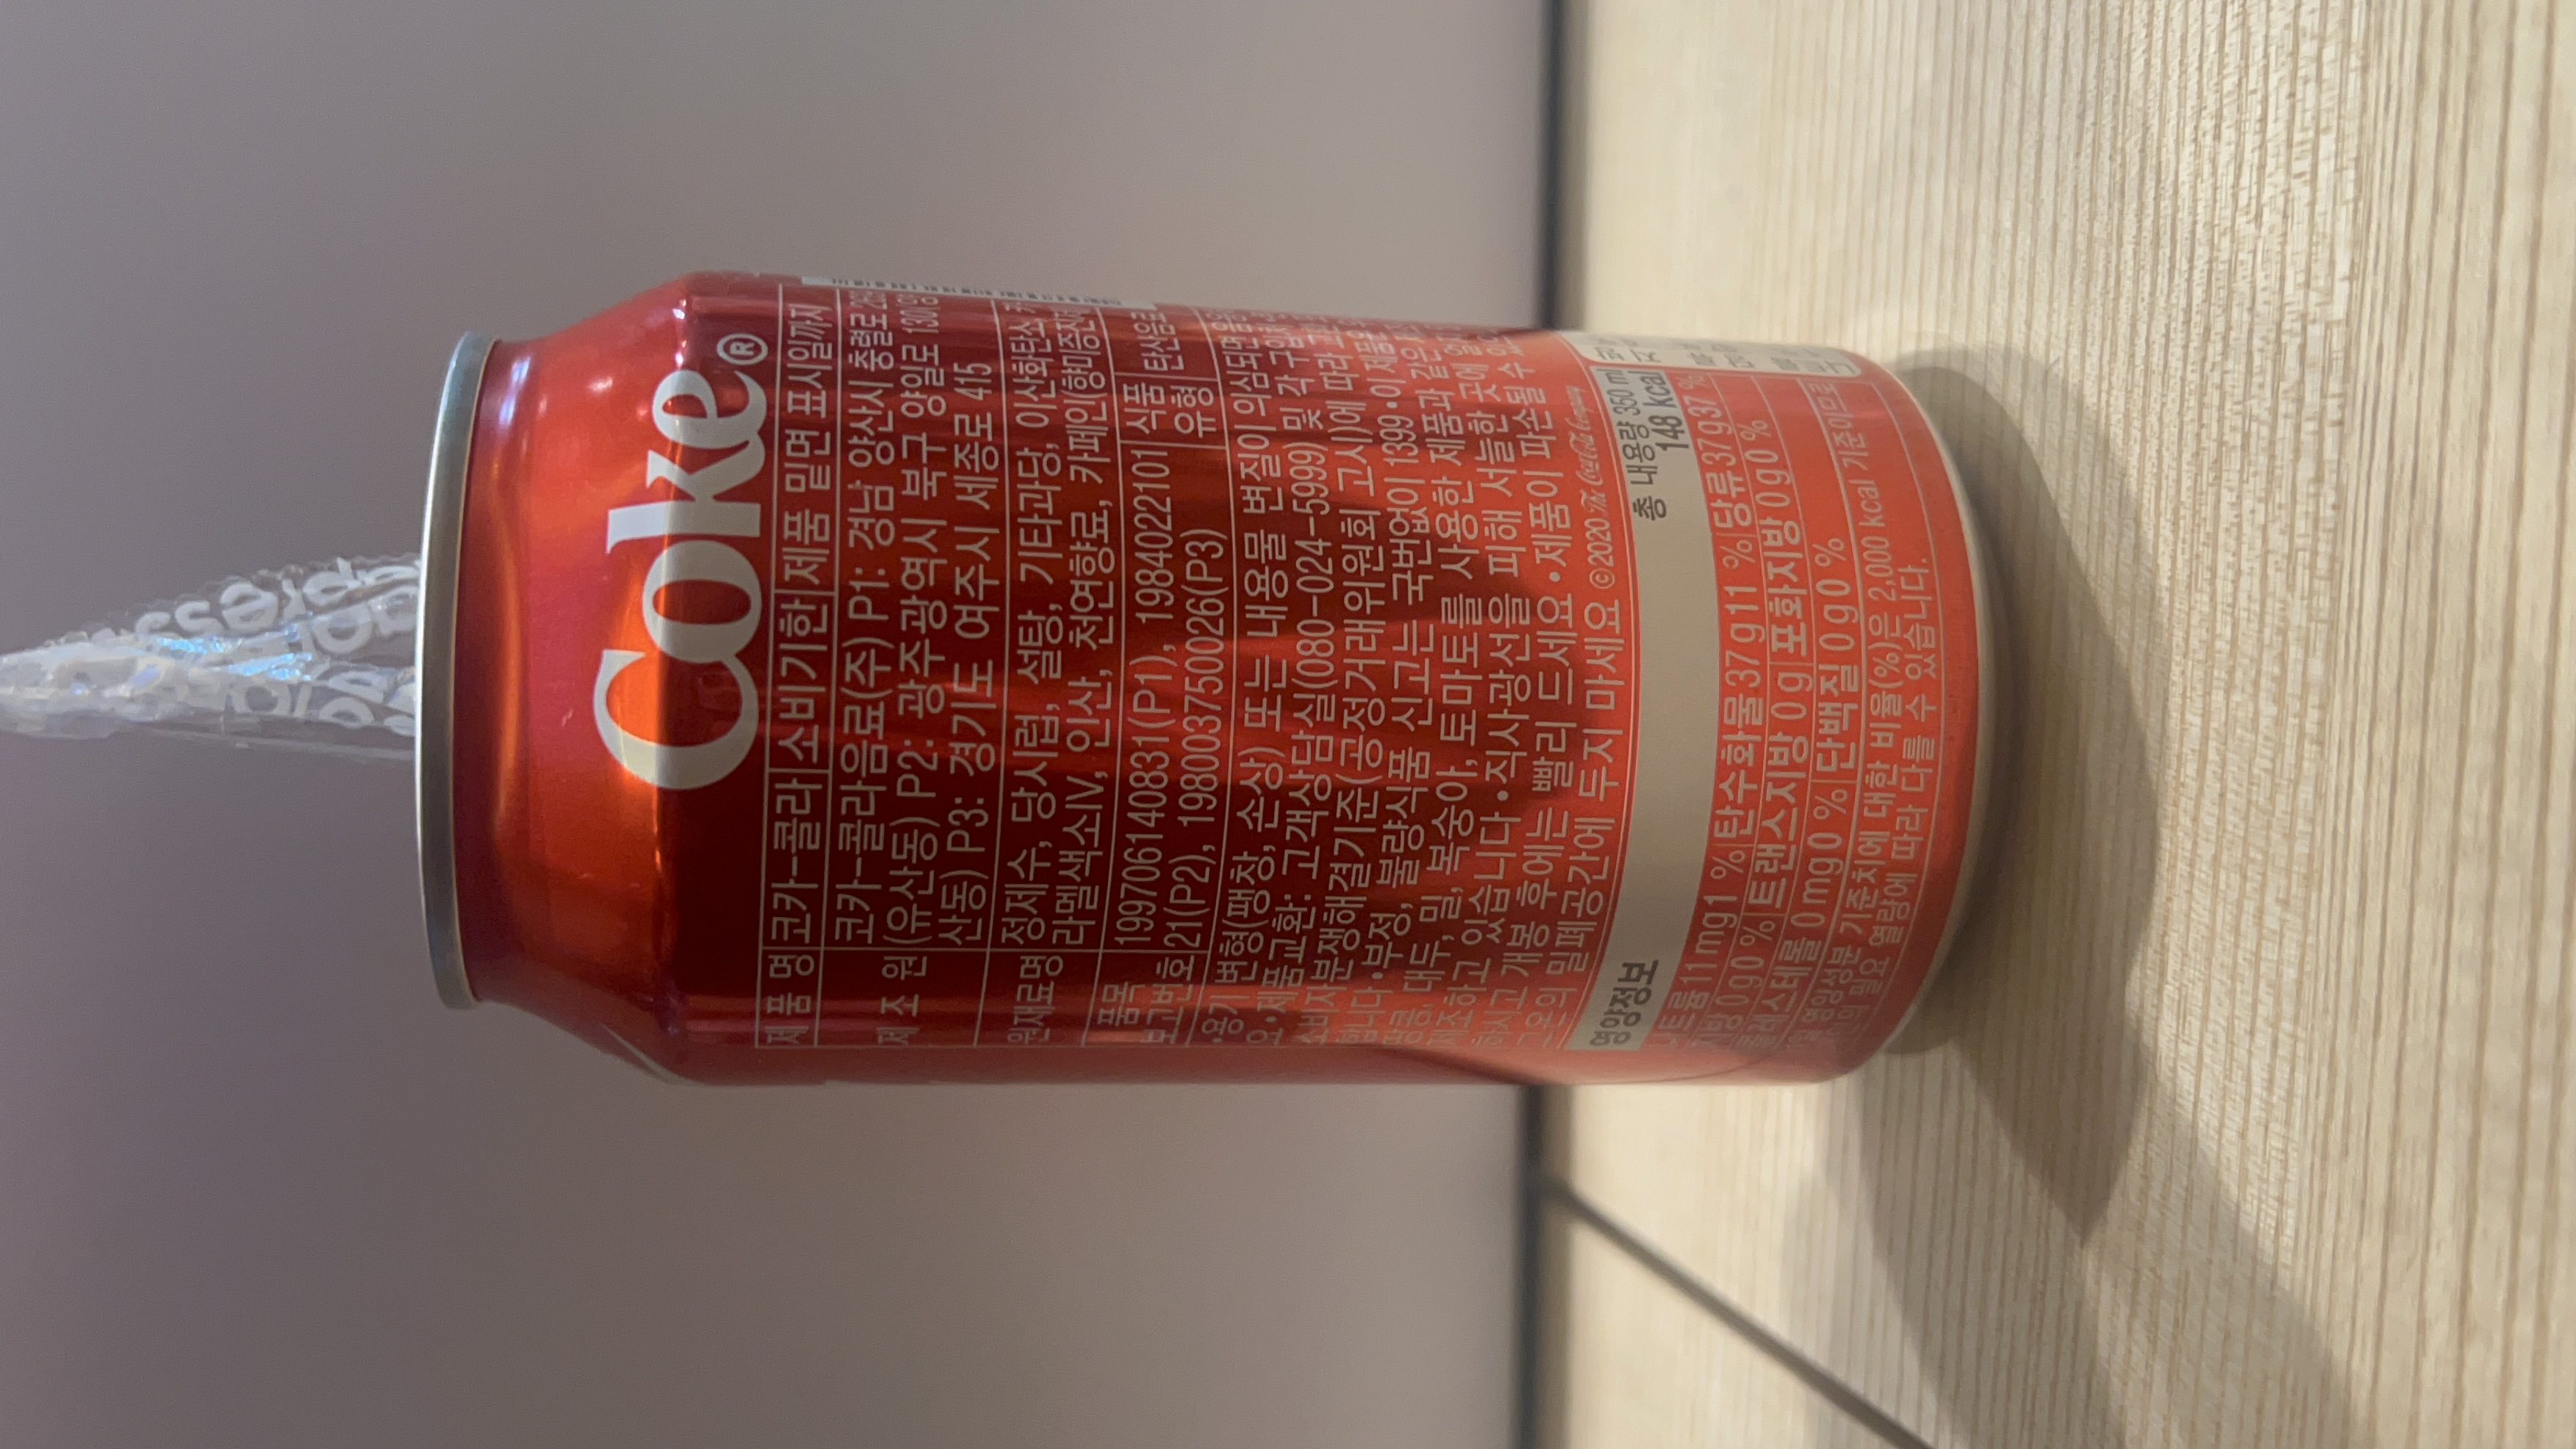 Coke®
제품명 코카-콜라 소비기한 제품 밑면 표시일까지
제조원 코카-콜라음료(주) P1: 경남 양산시 충렬로
(유산동) P2: 광주광역시 북구 양일로 130(양
산동) P3: 경기도 여주시 세종로 415
원재료명 정제수, 당시럽, 설탕, 기타과당, 이산화탄소, 카
라멜색소IV, 인산, 천연향료, 카페인(향미증진제
품목보고번호 199706140831(P1), 1984022101
21(P2), 198003750026(P3)
식품유형 탄산음료
•용기 변형(팽창, 손상) 또는 내용물 변질이 의심되면
요•제품교환: 고객상담실(080-024-5999) 및 각 구입처
소비자분쟁해결기준(공정거래위원회 고시)에 따라
합니다•부정, 불량식품 신고는 국번없이 1399•이 제품은
땅콩, 대두, 밀, 복숭아, 토마토를 사용한 제품과 같은
제조하고 있습니다•직사광선을 피해 서늘한 곳에
하시고 개봉 후에는 빨리 드세요•제품이 파손될 수
그온의 밀폐공간에 두지 마세요 ©2020 The Coca-Cola Company
영양정보 총 내용량 350 ml
148 kcal
나트륨 11 mg 1 % 탄수화물 37 g 11 % 당류 37 g 37 %
지방 0 g 0 % 트랜스지방 0 g 포화지방 0 g 0 %
콜레스테롤 0 mg 0 % 단백질 0 g 0 %
1일 영양성분 기준치에 대한 비율(%)은 2,000 kcal 기준이므로
개인의 필요 열량에 따라 다를 수 있습니다.